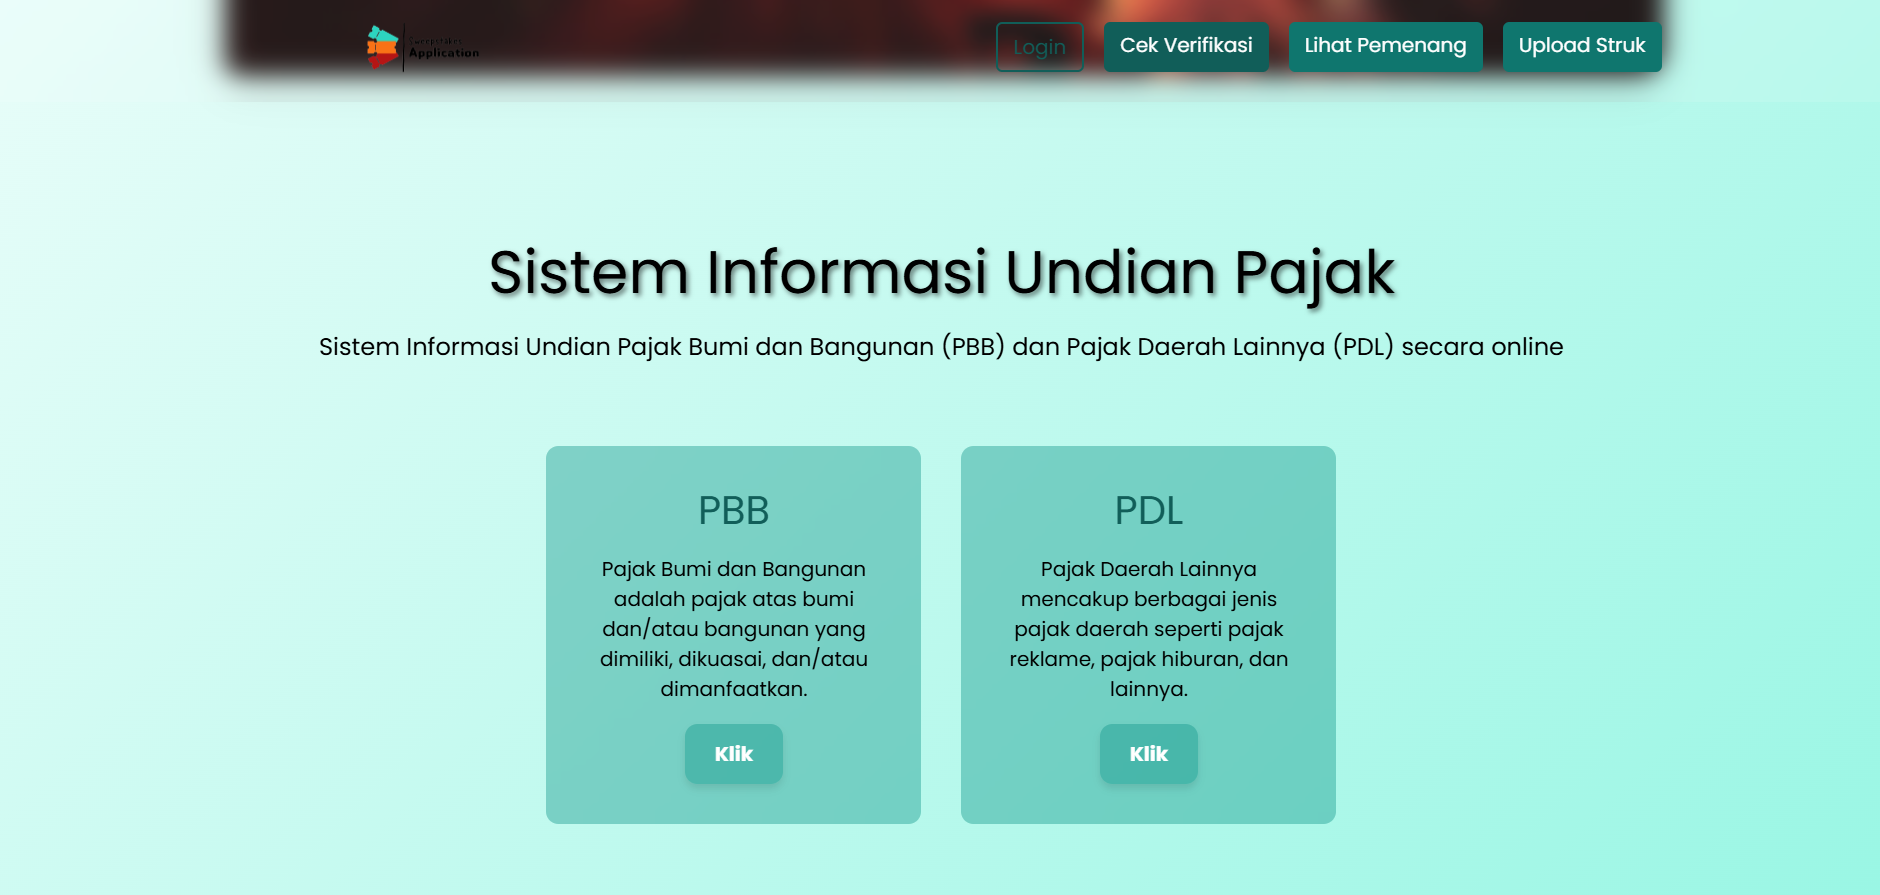 Application
Login
Cek Verifikasi
Lihat Pemenang
Upload Struk
Sistem Informasi Undian Pajak
Sistem Informasi Undian Pajak Bumi dan Bangunan (PBB) dan Pajak Daerah Lainnya (PDL) secara online
PBB
Pajak Bumi dan Bangunan
adalah pajak atas bumi
dan/atau bangunan yang
dimiliki, dikuasai, dan/atau
dimanfaatkan.
Klik
PDL
Pajak Daerah Lainnya
mencakup berbagai jenis
pajak daerah seperti pajak
reklame, pajak hiburan, dan
lainnya.
Klik